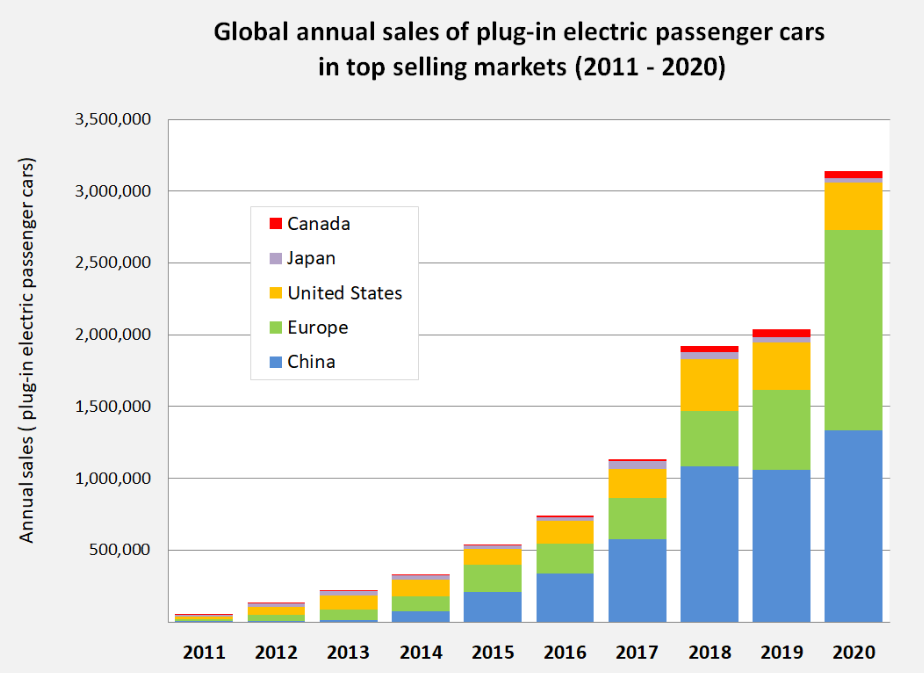 Global annual sales of plug-in electric passenger cars
in top selling markets (2011 - 2020)
Annual sales ( plug-in electric passenger cars)
3,500,000
3,000,000
2,500,000
2,000,000
1,500,000
1,000,000
500,000
Canada
Japan
United States
Europe
China
2011 2012 2013 2014 2015 2016 2017 2018 2019 2020